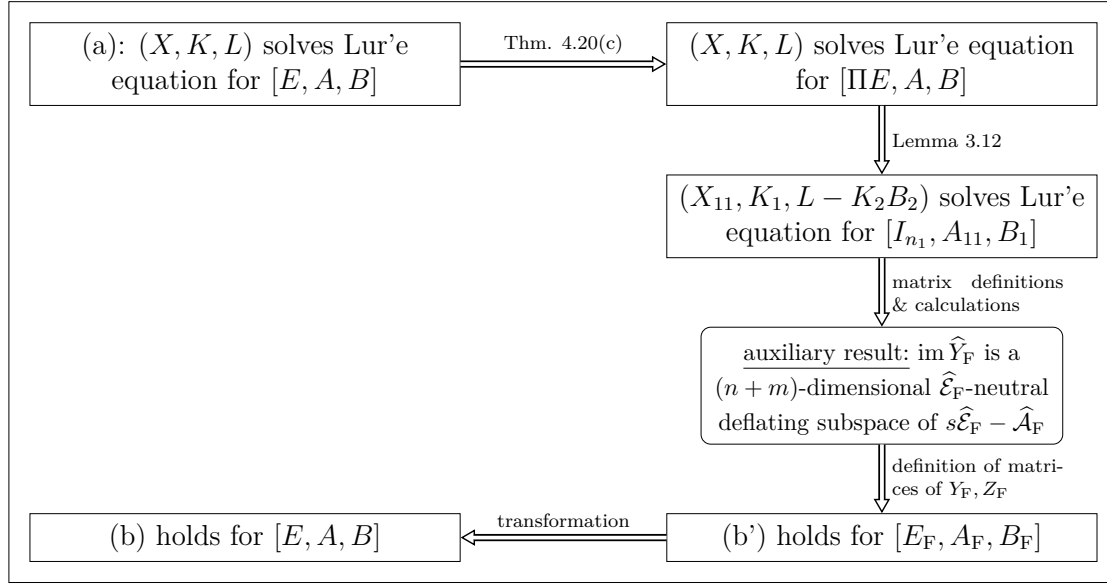 (a): (X, K, L) solves Lur'e
equation for [E, A, B]
Thm. 4.20(c)
(X, K, L) solves Lur'e equation
for [ΠE, A, B]
Lemma 3.12
(X₁₁, K₁, L − K₂B₂) solves Lur'e
equation for [I_{n₁}, A₁₁, B₁]
matrix definitions
& calculations
auxiliary result: im Ŷ_F is a
(n + m)-dimensional ℰ̂_F-neutral
deflating subspace of sℰ̂_F − 𝒜̂_F
definition of matri-
ces of Y_F, Z_F
(b) holds for [E, A, B]
transformation
(b') holds for [E_F, A_F, B_F]